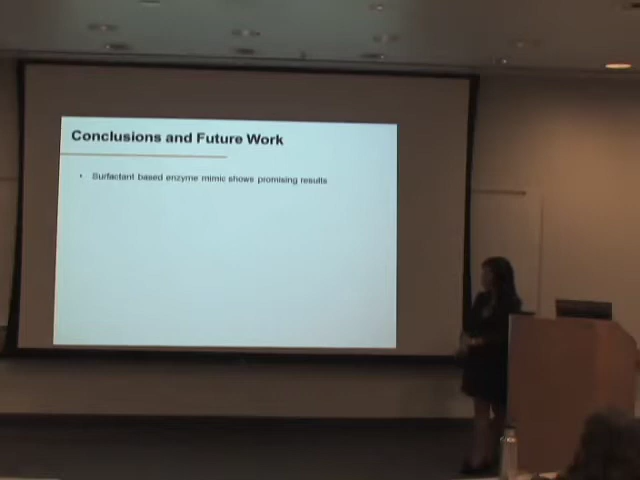 Conclusions and Future Work
• Surfactant based enzyme mimic shows promising results